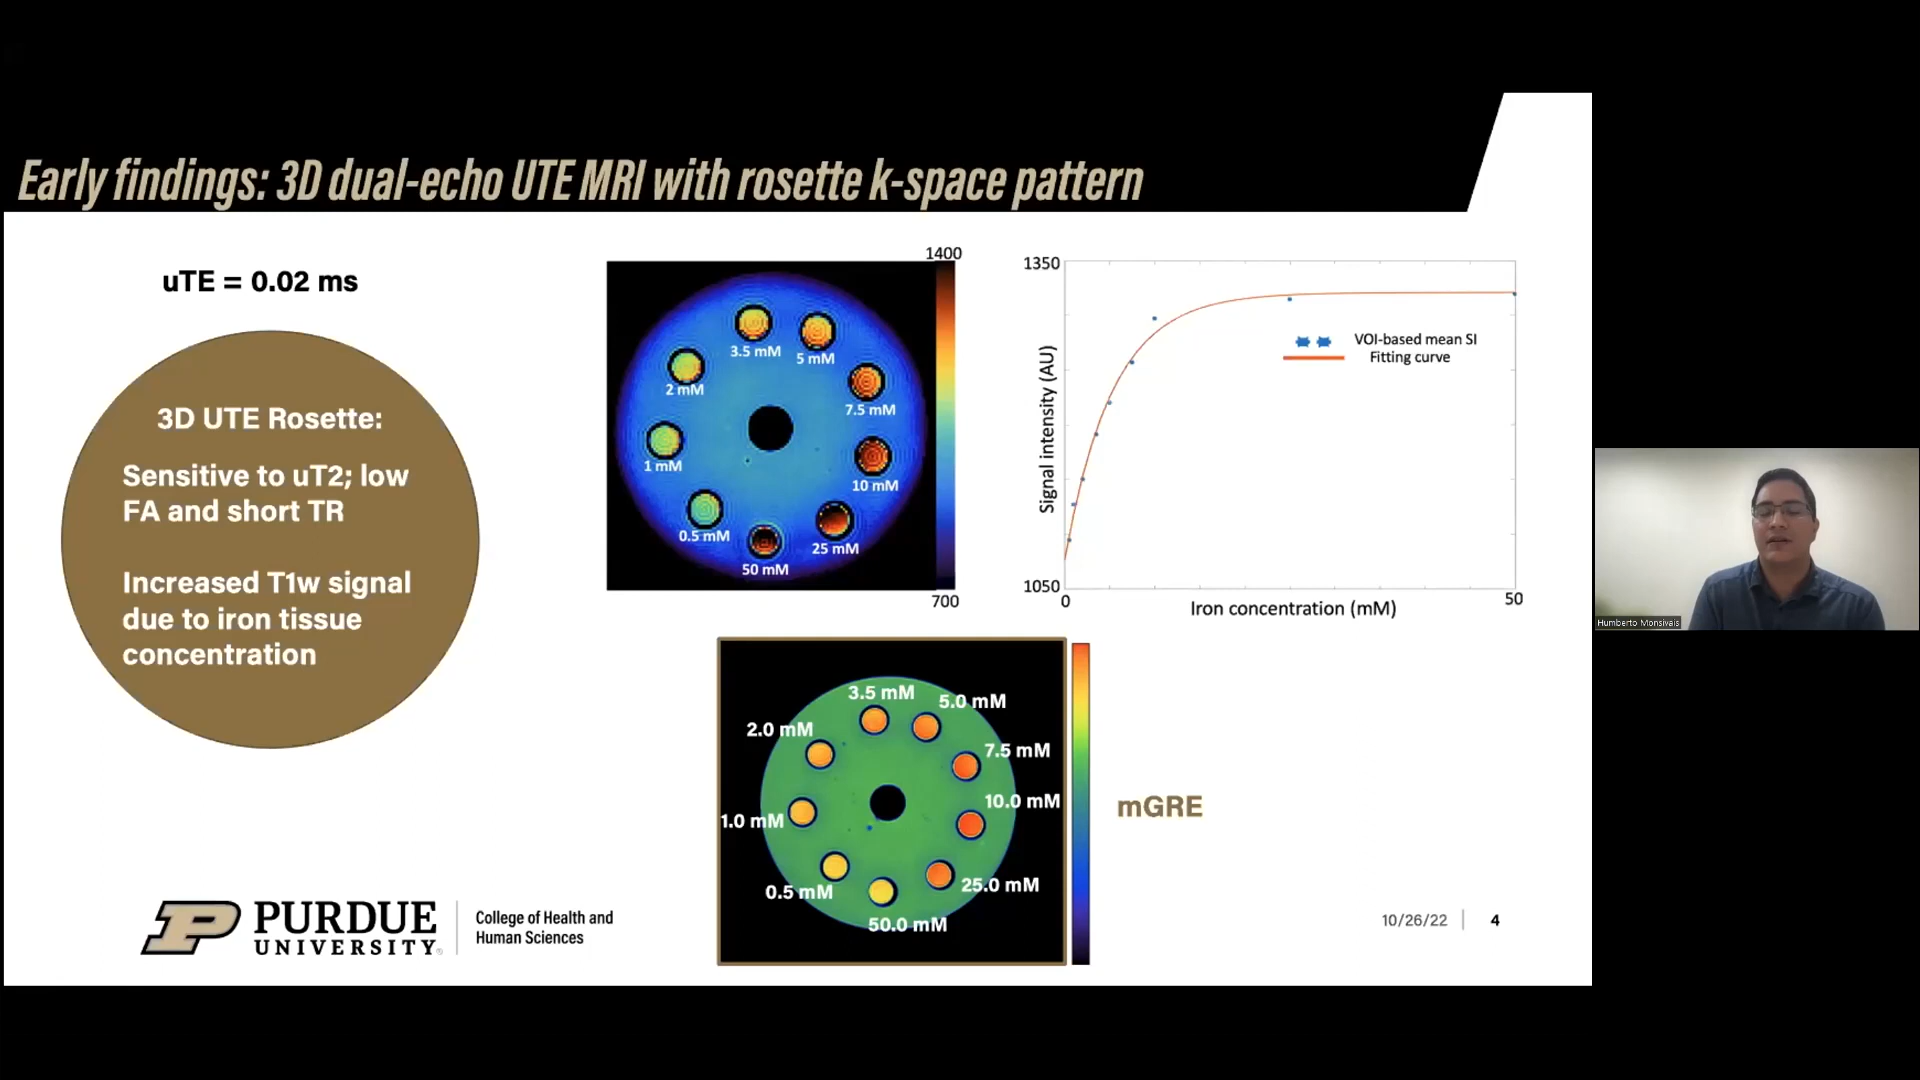 Early findings: 3D dual-echo UTE MRI with rosette k-space pattern
uTE = 0.02 ms
3D UTE Rosette:
Sensitive to uT2; low
FA and short TR
Increased T1w signal
due to iron tissue
concentration
1400
3.5 mM
5 mM
2 mM
7.5 mM
1 mM
10 mM
0.5 mM
25 mM
50 mM
700
1350
Signal intensity (AU)
VOI-based mean SI
Fitting curve
1050
0
Iron concentration (mM)
50
3.5 mM
5.0 mM
2.0 mM
7.5 mM
10.0 mM
1.0 mM
0.5 mM
25.0 mM
50.0 mM
mGRE
PURDUE
UNIVERSITY®
College of Health and
Human Sciences
10/26/22
4
Humberto Monsivais